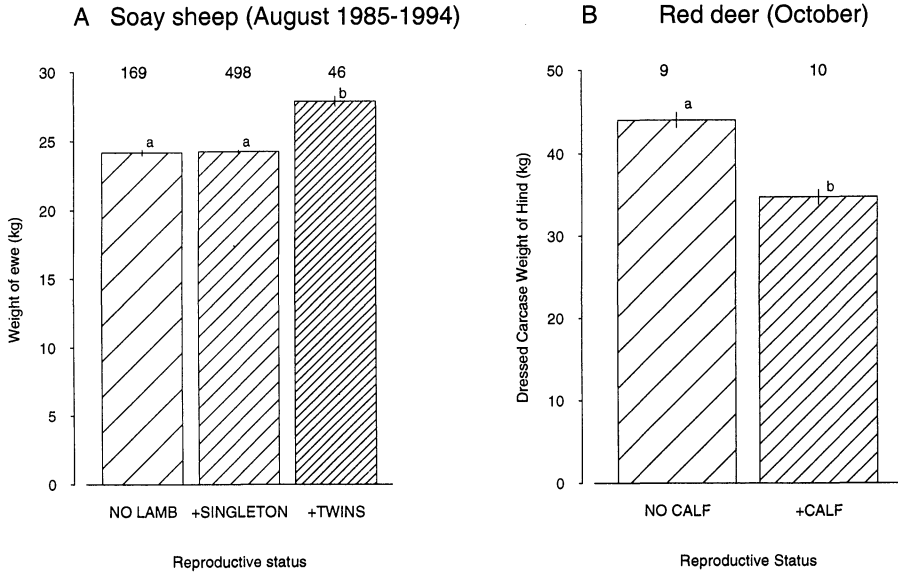 A Soay sheep (August 1985-1994)
169 498 46
30
25
20
15
10
5
0
a
a
b
Weight of ewe (kg)
NO LAMB +SINGLETON +TWINS
Reproductive status
B Red deer (October)
9 10
50
40
30
20
10
0
a
b
Dressed Carcase Weight of Hind (kg)
NO CALF +CALF
Reproductive Status